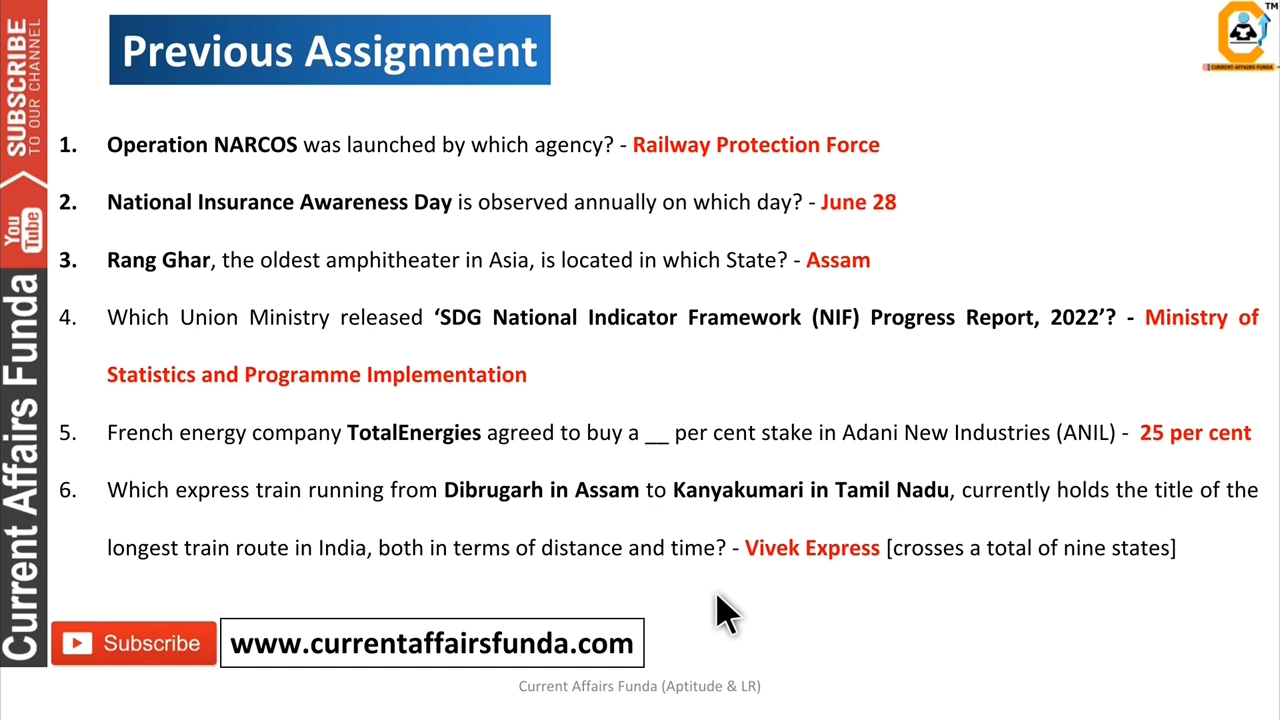 Previous Assignment
1. Operation NARCOS was launched by which agency? - Railway Protection Force
2. National Insurance Awareness Day is observed annually on which day? - June 28
3. Rang Ghar, the oldest amphitheater in Asia, is located in which State? - Assam
4. Which Union Ministry released ‘SDG National Indicator Framework (NIF) Progress Report, 2022’? - Ministry of
Statistics and Programme Implementation
5. French energy company TotalEnergies agreed to buy a __ per cent stake in Adani New Industries (ANIL) - 25 per cent
6. Which express train running from Dibrugarh in Assam to Kanyakumari in Tamil Nadu, currently holds the title of the
longest train route in India, both in terms of distance and time? - Vivek Express [crosses a total of nine states]
Subscribe
www.currentaffairsfunda.com
Current Affairs Funda (Aptitude & LR)
SUBSCRIBE
TO OUR CHANNEL
You
Tube
Current Affairs Funda
TM
CURRENT-AFFAIRS-FUNDA